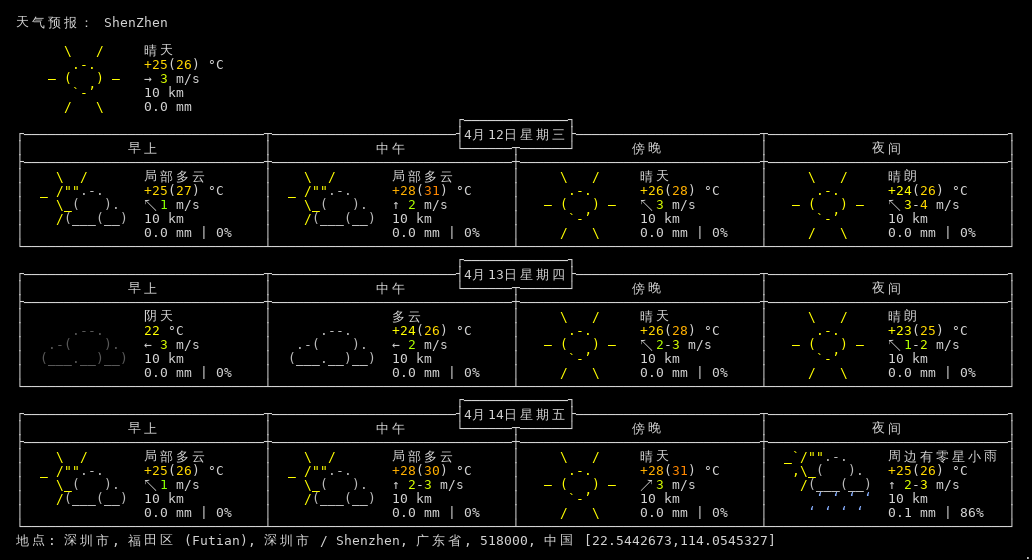 天气预报： ShenZhen
晴天
+25(26) °C
→ 3 m/s
10 km
0.0 mm
4月12日星期三
早上 中午 傍晚 夜间
局部多云 局部多云 晴天 晴朗
+25(27) °C +28(31) °C +26(28) °C +24(26) °C
↖ 1 m/s ↑ 2 m/s ↖ 3 m/s ↖ 3-4 m/s
10 km 10 km 10 km 10 km
0.0 mm | 0% 0.0 mm | 0% 0.0 mm | 0% 0.0 mm | 0%
4月13日星期四
早上 中午 傍晚 夜间
阴天 多云 晴天 晴朗
22 °C +24(26) °C +26(28) °C +23(25) °C
← 3 m/s ← 2 m/s ↖ 2-3 m/s ↖ 1-2 m/s
10 km 10 km 10 km 10 km
0.0 mm | 0% 0.0 mm | 0% 0.0 mm | 0% 0.0 mm | 0%
4月14日星期五
早上 中午 傍晚 夜间
局部多云 局部多云 晴天 周边有零星小雨
+25(26) °C +28(30) °C +28(31) °C +25(26) °C
↖ 1 m/s ↑ 2-3 m/s ↗ 3 m/s ↑ 2-3 m/s
10 km 10 km 10 km 10 km
0.0 mm | 0% 0.0 mm | 0% 0.0 mm | 0% 0.1 mm | 86%
地点: 深圳市, 福田区 (Futian), 深圳市 / Shenzhen, 广东省, 518000, 中国 [22.5442673,114.0545327]